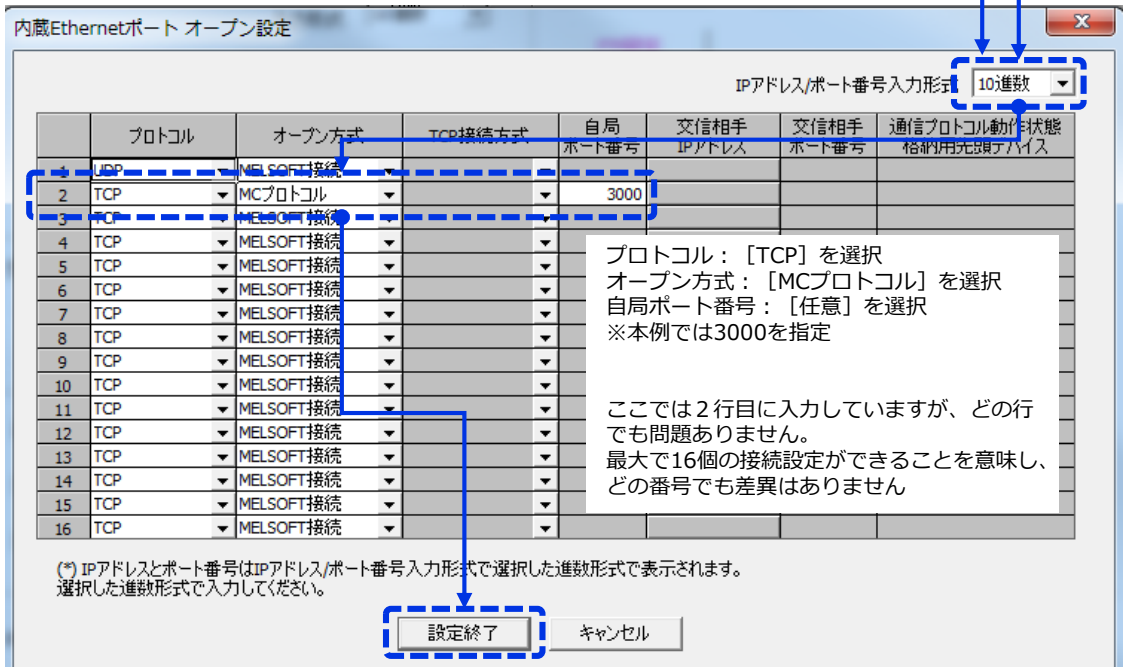 内蔵Ethernetポート オープン設定
IPアドレス/ポート番号入力形式 10進数
プロトコル オープン方式 TCP接続方式 自局ポート番号 交信相手IPアドレス 交信相手ポート番号 通信プロトコル動作状態格納用先頭デバイス
1 UDP MELSOFT接続
2 TCP MCプロトコル 3000
3 TCP MELSOFT接続
4 TCP MELSOFT接続
5 TCP MELSOFT接続
6 TCP MELSOFT接続
7 TCP MELSOFT接続
8 TCP MELSOFT接続
9 TCP MELSOFT接続
10 TCP MELSOFT接続
11 TCP MELSOFT接続
12 TCP MELSOFT接続
13 TCP MELSOFT接続
14 TCP MELSOFT接続
15 TCP MELSOFT接続
16 TCP MELSOFT接続
プロトコル：［TCP］を選択
オープン方式：［MCプロトコル］を選択
自局ポート番号：［任意］を選択
※本例では3000を指定
ここでは２行目に入力していますが、どの行
でも問題ありません。
最大で16個の接続設定ができることを意味し、
どの番号でも差異はありません
(*) IPアドレスとポート番号はIPアドレス/ポート番号入力形式で選択した進数形式で表示されます。
選択した進数形式で入力してください。
設定終了 キャンセル